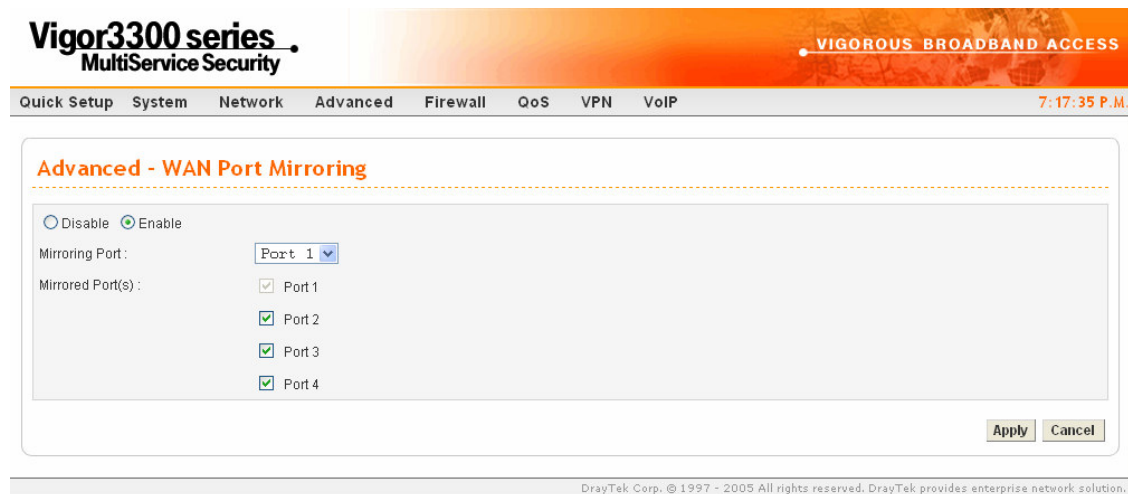 Vigor3300 series
MultiService Security
VIGOROUS BROADBAND ACCESS
Quick Setup System Network Advanced Firewall QoS VPN VoIP 7:17:35 P.M.
Advanced - WAN Port Mirroring
Disable Enable
Mirroring Port : Port 1
Mirrored Port(s) : Port 1
Port 2
Port 3
Port 4
Apply Cancel
DrayTek Corp. © 1997 - 2005 All rights reserved. DrayTek provides enterprise network solution.